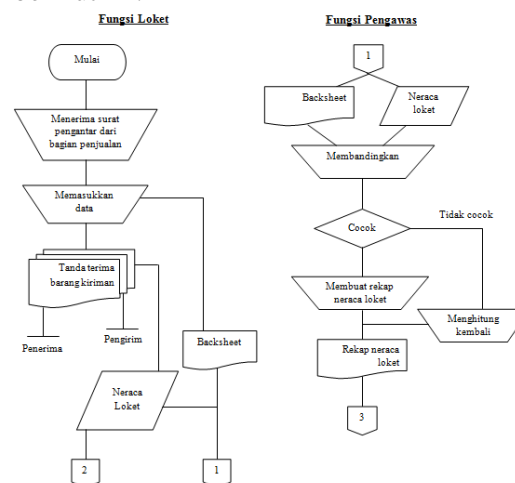 Fungsi Loket
Mulai
Menerima surat
pengantar dari
bagian penjualan
Memasukkan
data
Tanda terima
barang kiriman
Penerima
Pengirim
Backsheet
Neraca
Loket
2
1
Fungsi Pengawas
1
Backsheet
Neraca
loket
Membandingkan
Cocok
Tidak cocok
Membuat rekap
neraca loket
Menghitung
kembali
Rekap neraca
loket
3